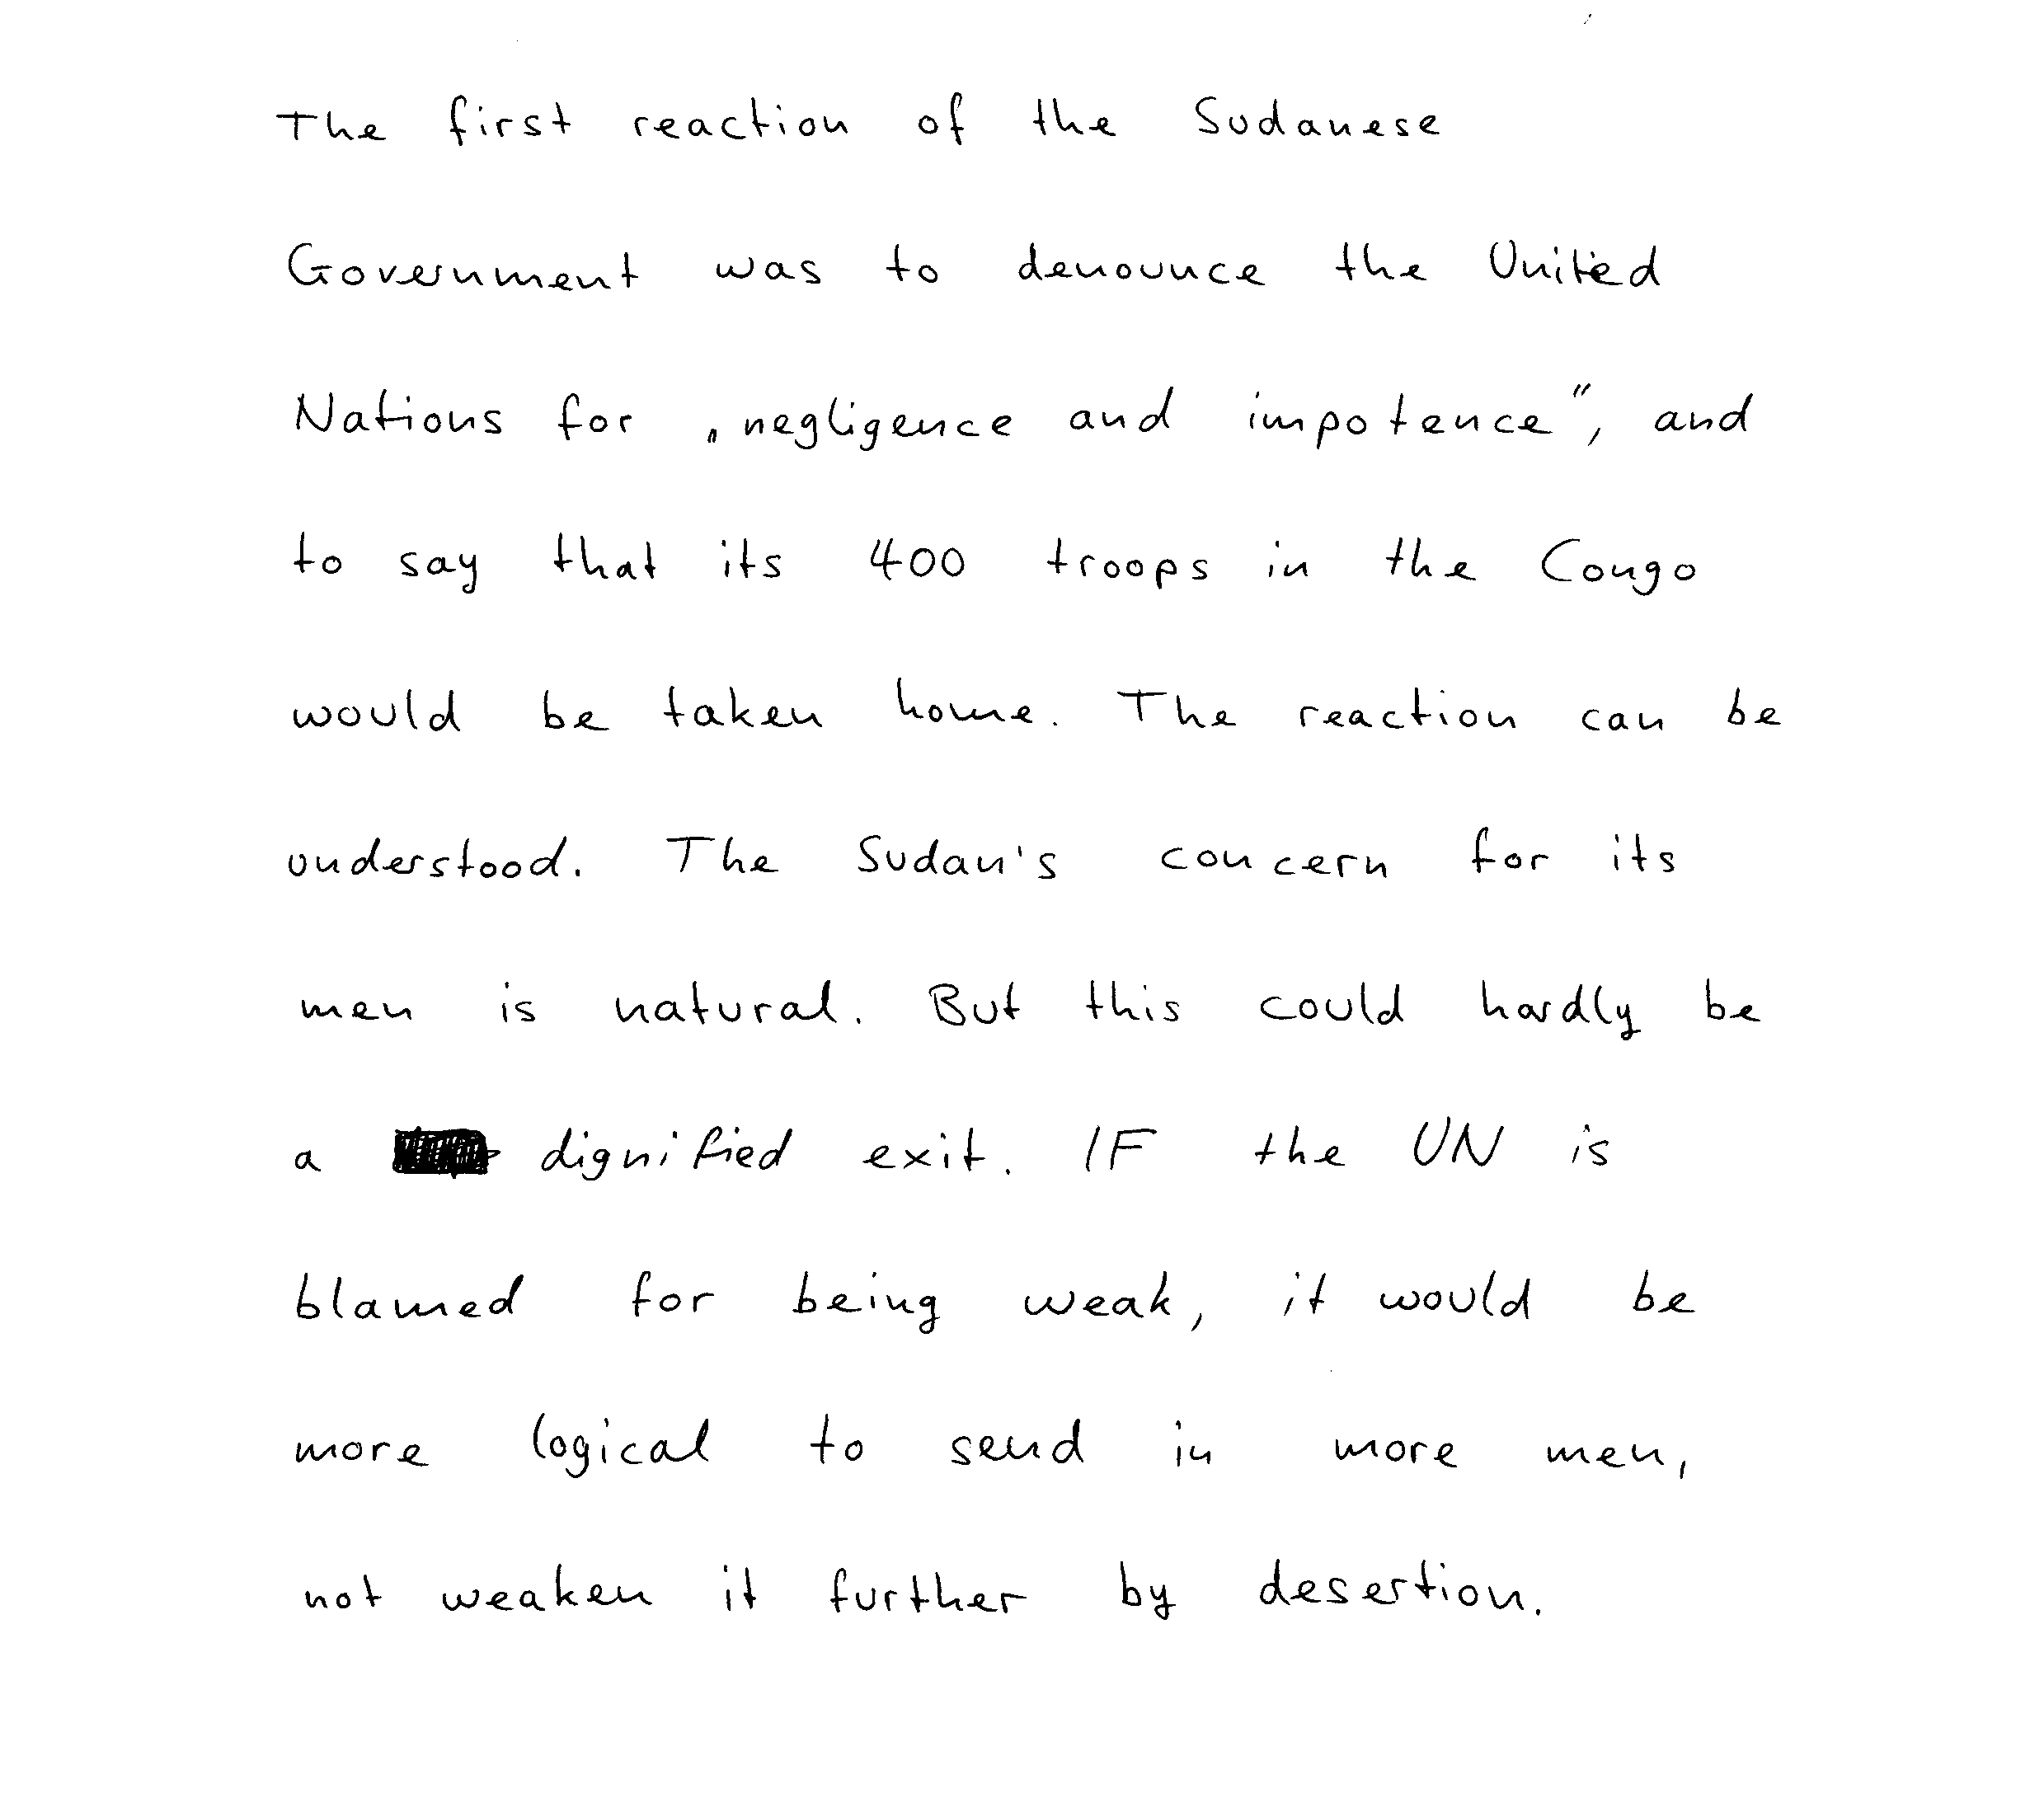 The first reaction of the Sudanese
Government was to denounce the United
Nations for „negligence and impotence", and
to say that its 400 troops in the Congo
would be taken home. The reaction can be
understood. The Sudan's concern for its
men is natural. But this could hardly be
a dignified exit. IF the UN is
blamed for being weak, it would be
more logical to send in more men,
not weaken it further by desertion.